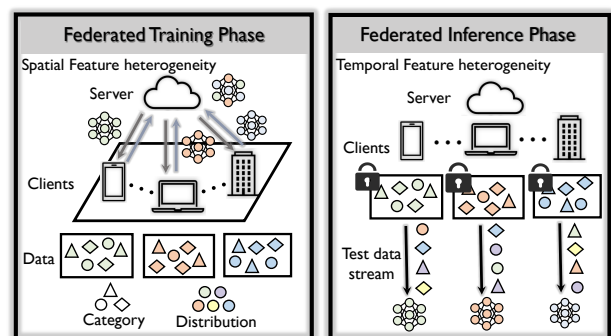 Federated Training Phase
Spatial Feature heterogeneity
Server
Clients
Data
Category
Distribution
Federated Inference Phase
Temporal Feature heterogeneity
Server
Clients
Test data
stream